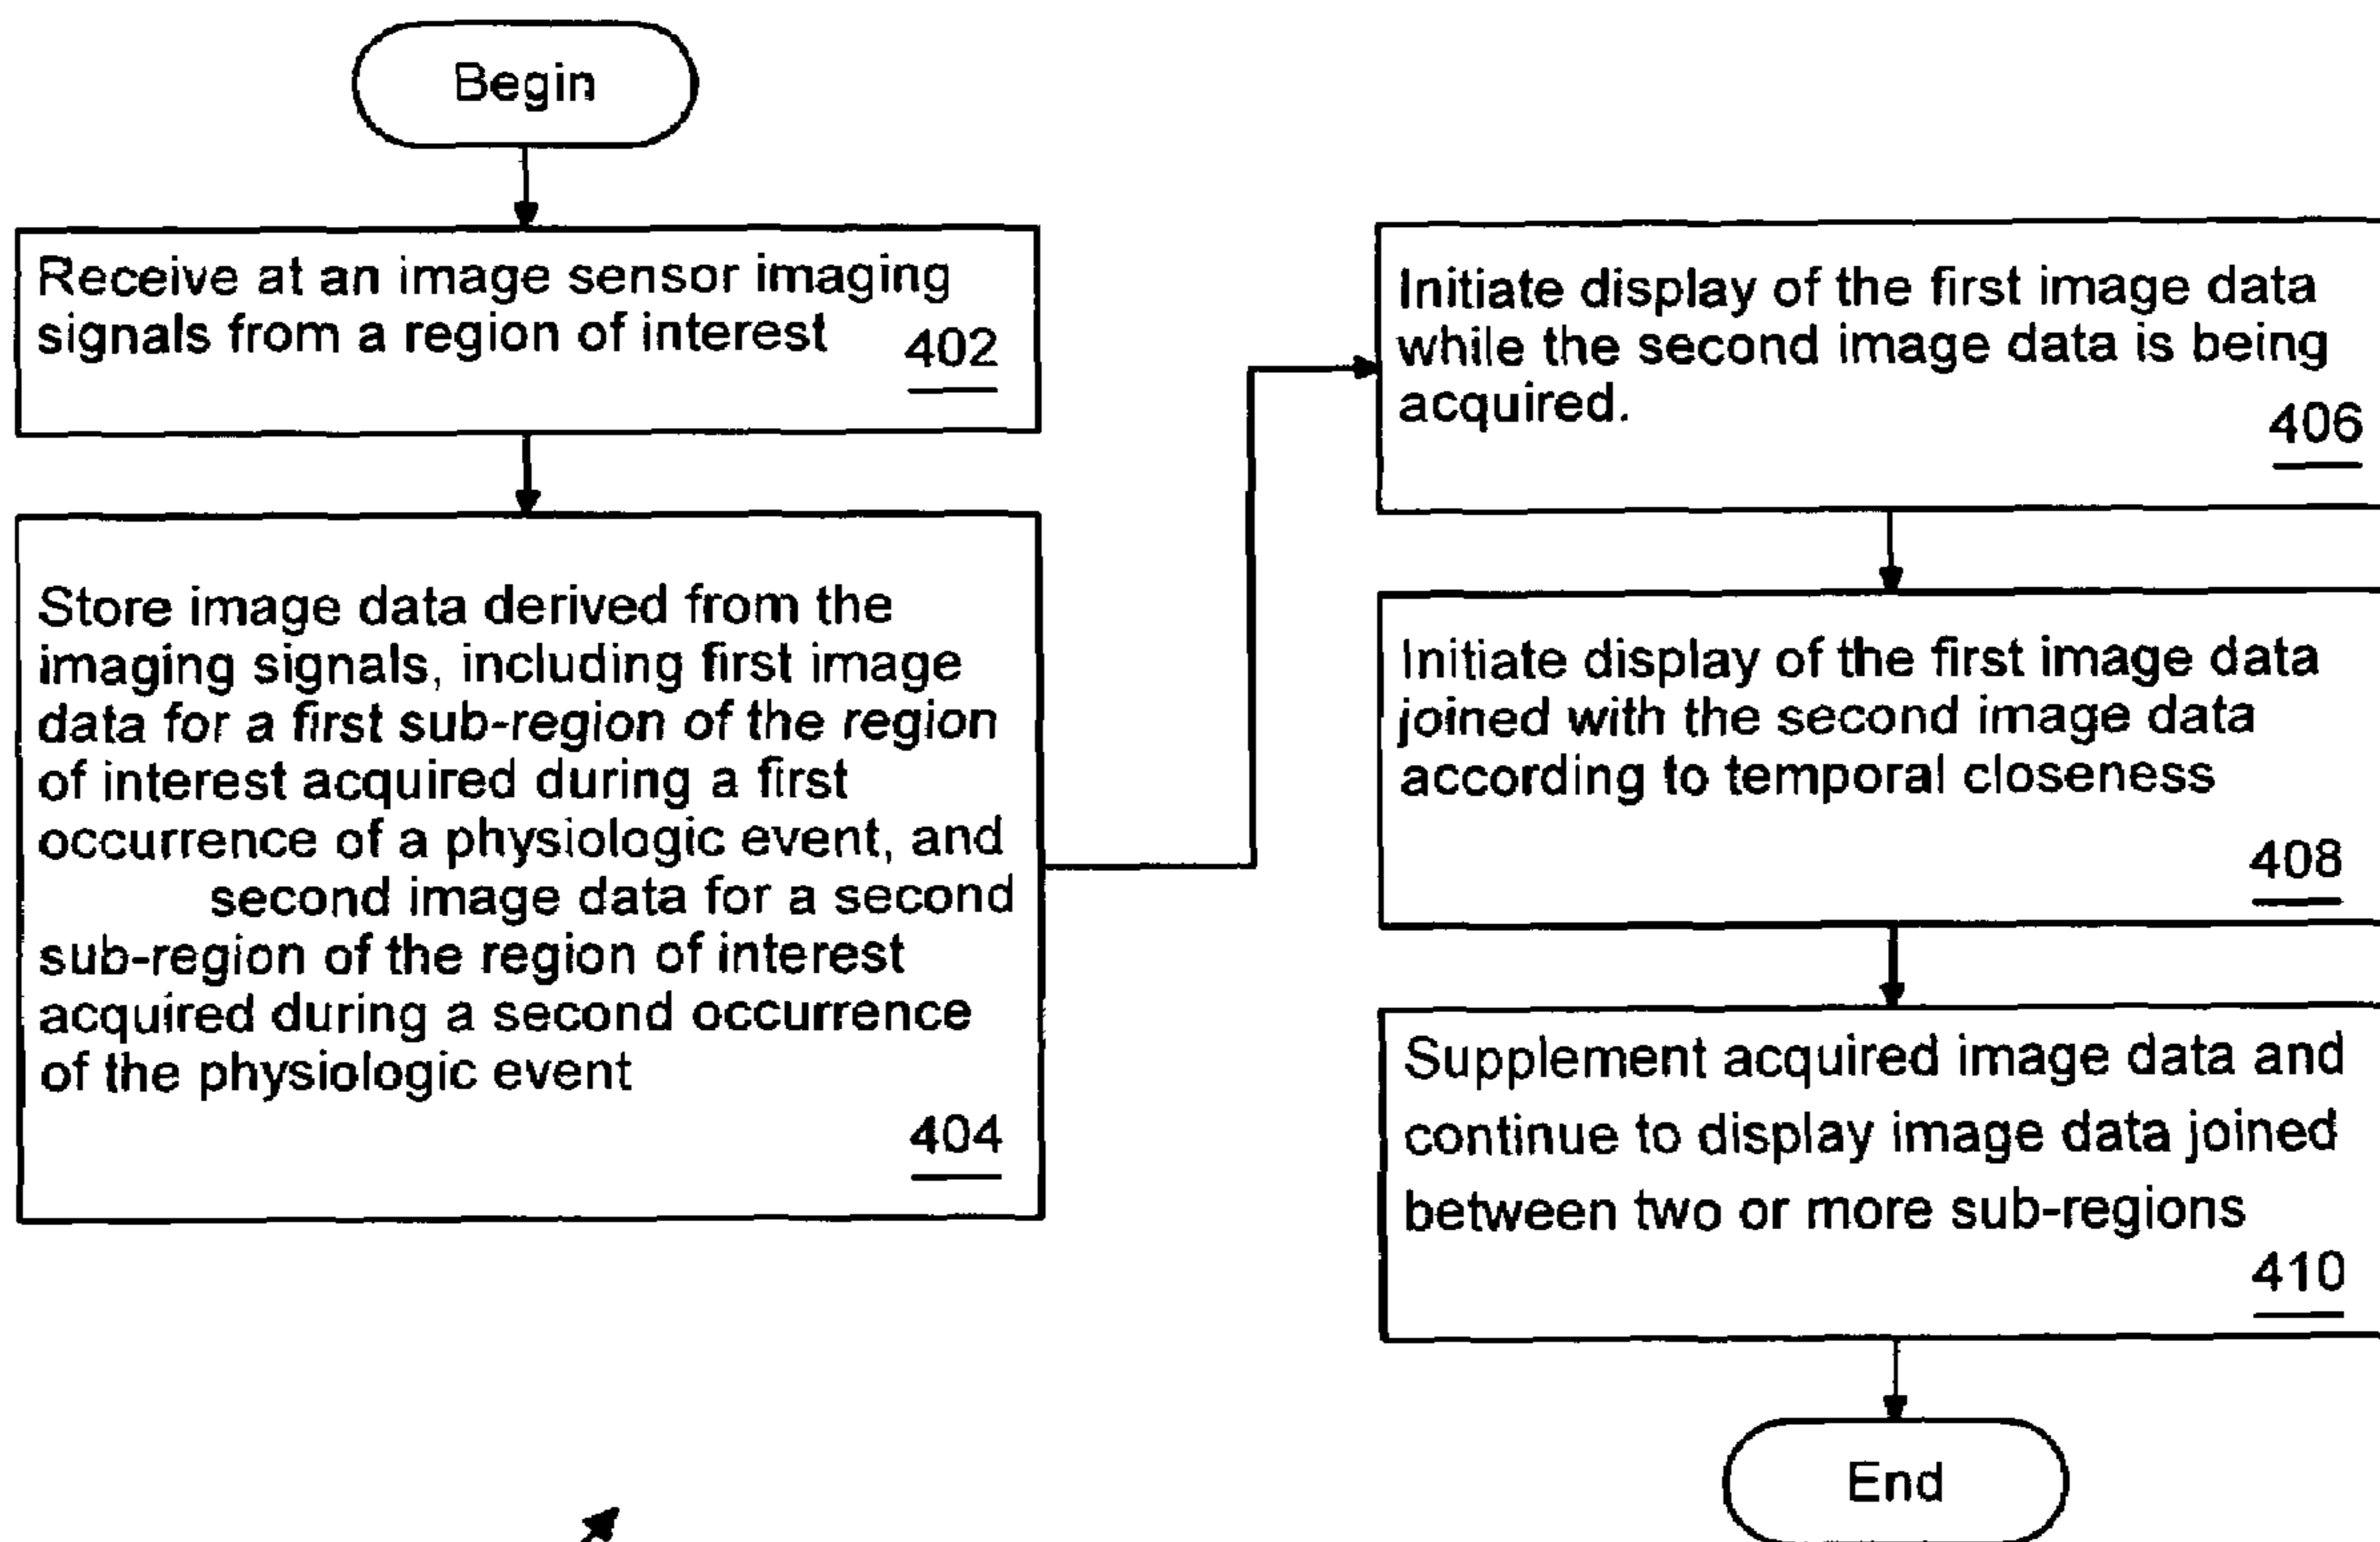 Begin
Receive at an image sensor imaging
signals from a region of interest
402
Store image data derived from the
imaging signals, including first image
data for a first sub-region of the region
of interest acquired during a first
occurrence of a physiologic event, and
second image data for a second
sub-region of the region of interest
acquired during a second occurrence
of the physiologic event
404
Initiate display of the first image data
while the second image data is being
acquired.
406
Initiate display of the first image data
joined with the second image data
according to temporal closeness
408
Supplement acquired image data and
continue to display image data joined
between two or more sub-regions
410
End